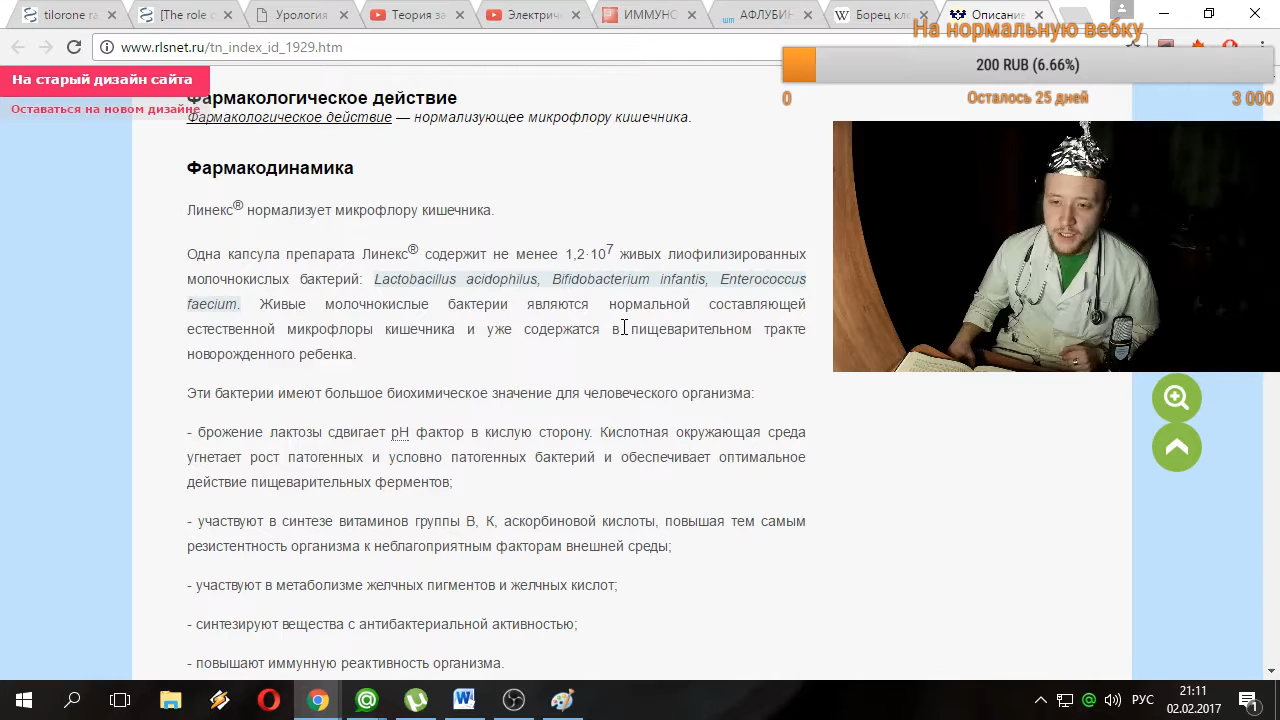 tilorone ra
[The role c
Урология
Теория за
Электрич
ИММУНО
АФЛУБИН
Борец кл
Описание
www.rlsnet.ru/tn_index_id_1929.htm
На нормальную вебку
200 RUB (6.66%)
0
Осталось 25 дней
3 000
На старый дизайн сайта
Оставаться на новом дизайне
Фармакологическое действие
Фармакологическое действие — нормализующее микрофлору кишечника.
Фармакодинамика
Линекс® нормализует микрофлору кишечника.
Одна капсула препарата Линекс® содержит не менее 1,2·10⁷ живых лиофилизированных
молочнокислых бактерий: Lactobacillus acidophilus, Bifidobacterium infantis, Enterococcus
faecium. Живые молочнокислые бактерии являются нормальной составляющей
естественной микрофлоры кишечника и уже содержатся в пищеварительном тракте
новорожденного ребенка.
Эти бактерии имеют большое биохимическое значение для человеческого организма:
- брожение лактозы сдвигает pH фактор в кислую сторону. Кислотная окружающая среда
угнетает рост патогенных и условно патогенных бактерий и обеспечивает оптимальное
действие пищеварительных ферментов;
- участвуют в синтезе витаминов группы В, К, аскорбиновой кислоты, повышая тем самым
резистентность организма к неблагоприятным факторам внешней среды;
- участвуют в метаболизме желчных пигментов и желчных кислот;
- синтезируют вещества с антибактериальной активностью;
- повышают иммунную реактивность организма.
РУС
21:11
02.02.2017